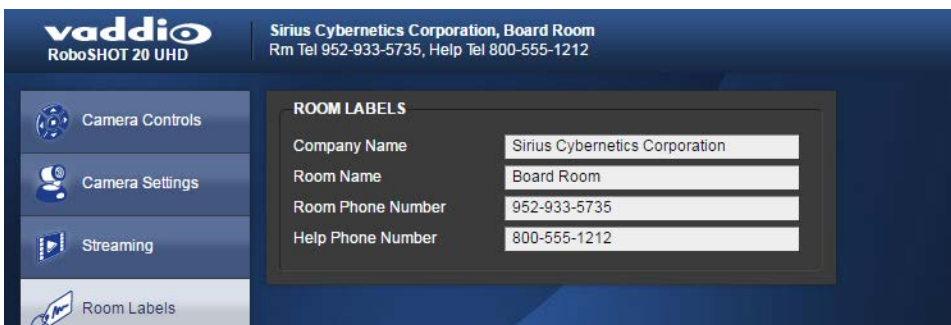 vaddio
RoboSHOT 20 UHD
Sirius Cybernetics Corporation, Board Room
Rm Tel 952-933-5735, Help Tel 800-555-1212
Camera Controls
Camera Settings
Streaming
Room Labels
ROOM LABELS
Company Name Sirius Cybernetics Corporation
Room Name Board Room
Room Phone Number 952-933-5735
Help Phone Number 800-555-1212